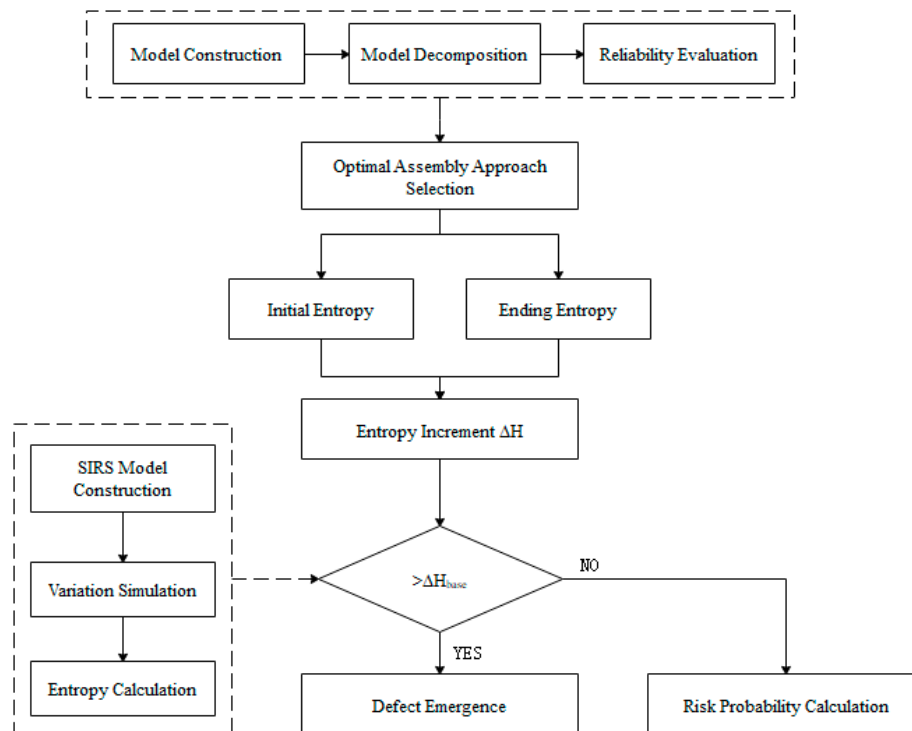 Model Construction
Model Decomposition
Reliability Evaluation
Optimal Assembly Approach
Selection
Initial Entropy
Ending Entropy
Entropy Increment ΔH
SIRS Model
Construction
Variation Simulation
Entropy Calculation
>ΔHbase
NO
YES
Defect Emergence
Risk Probability Calculation